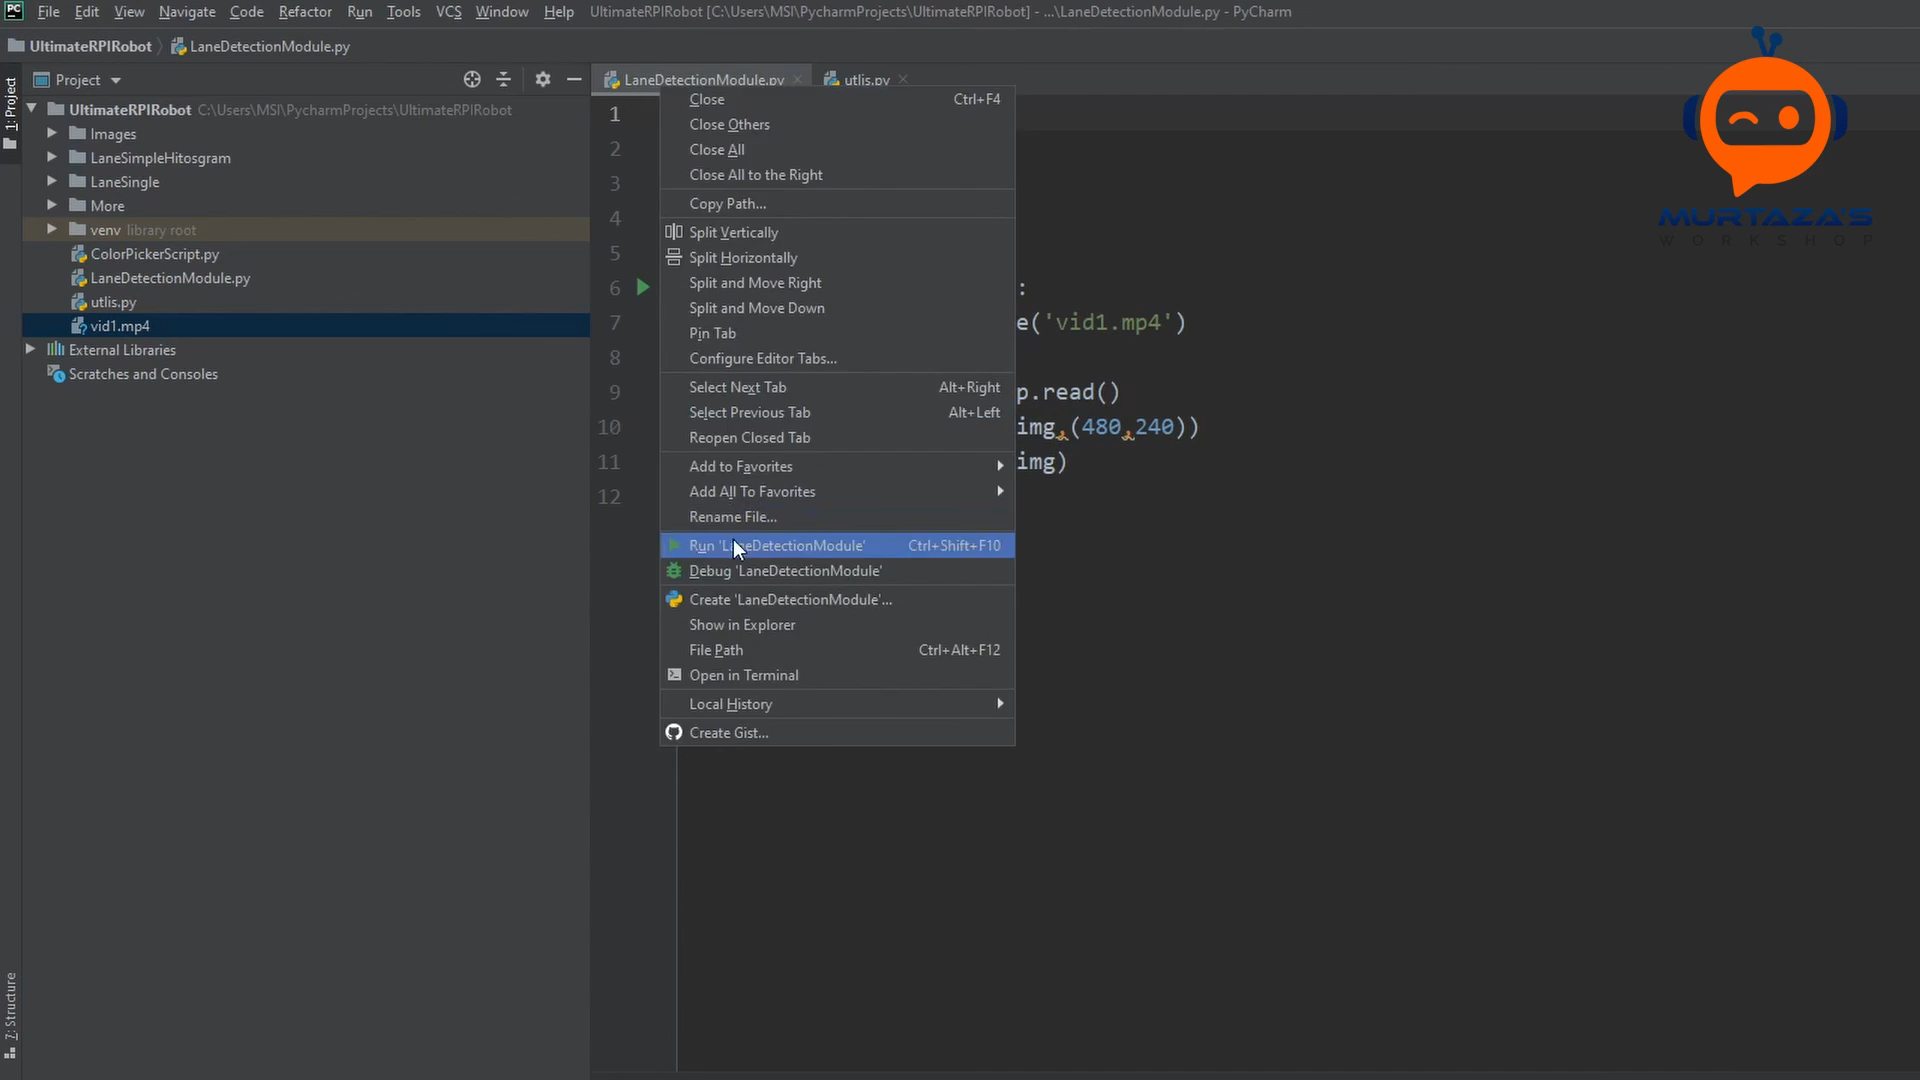 PC File Edit View Navigate Code Refactor Run Tools VCS Window Help UltimateRPIRobot [C:\Users\MSI\PycharmProjects\UltimateRPIRobot] - ...\LaneDetectionModule.py - PyCharm
UltimateRPIRobot LaneDetectionModule.py
1: Project
Project
UltimateRPIRobot C:\Users\MSI\PycharmProjects\UltimateRPIRobot
Images
LaneSimpleHitosgram
LaneSingle
More
venv library root
ColorPickerScript.py
LaneDetectionModule.py
utlis.py
vid1.mp4
External Libraries
Scratches and Consoles
7: Structure
LaneDetectionModule.py utlis.py
1
2
3
4
5
6 :
7 e('vid1.mp4')
8
9 p.read()
10 img,(480,240))
11 img)
12
Close Ctrl+F4
Close Others
Close All
Close All to the Right
Copy Path...
Split Vertically
Split Horizontally
Split and Move Right
Split and Move Down
Pin Tab
Configure Editor Tabs...
Select Next Tab Alt+Right
Select Previous Tab Alt+Left
Reopen Closed Tab
Add to Favorites
Add All To Favorites
Rename File...
Run 'LaneDetectionModule' Ctrl+Shift+F10
Debug 'LaneDetectionModule'
Create 'LaneDetectionModule'...
Show in Explorer
File Path Ctrl+Alt+F12
Open in Terminal
Local History
Create Gist...
MURTAZA'S
WORKSHOP